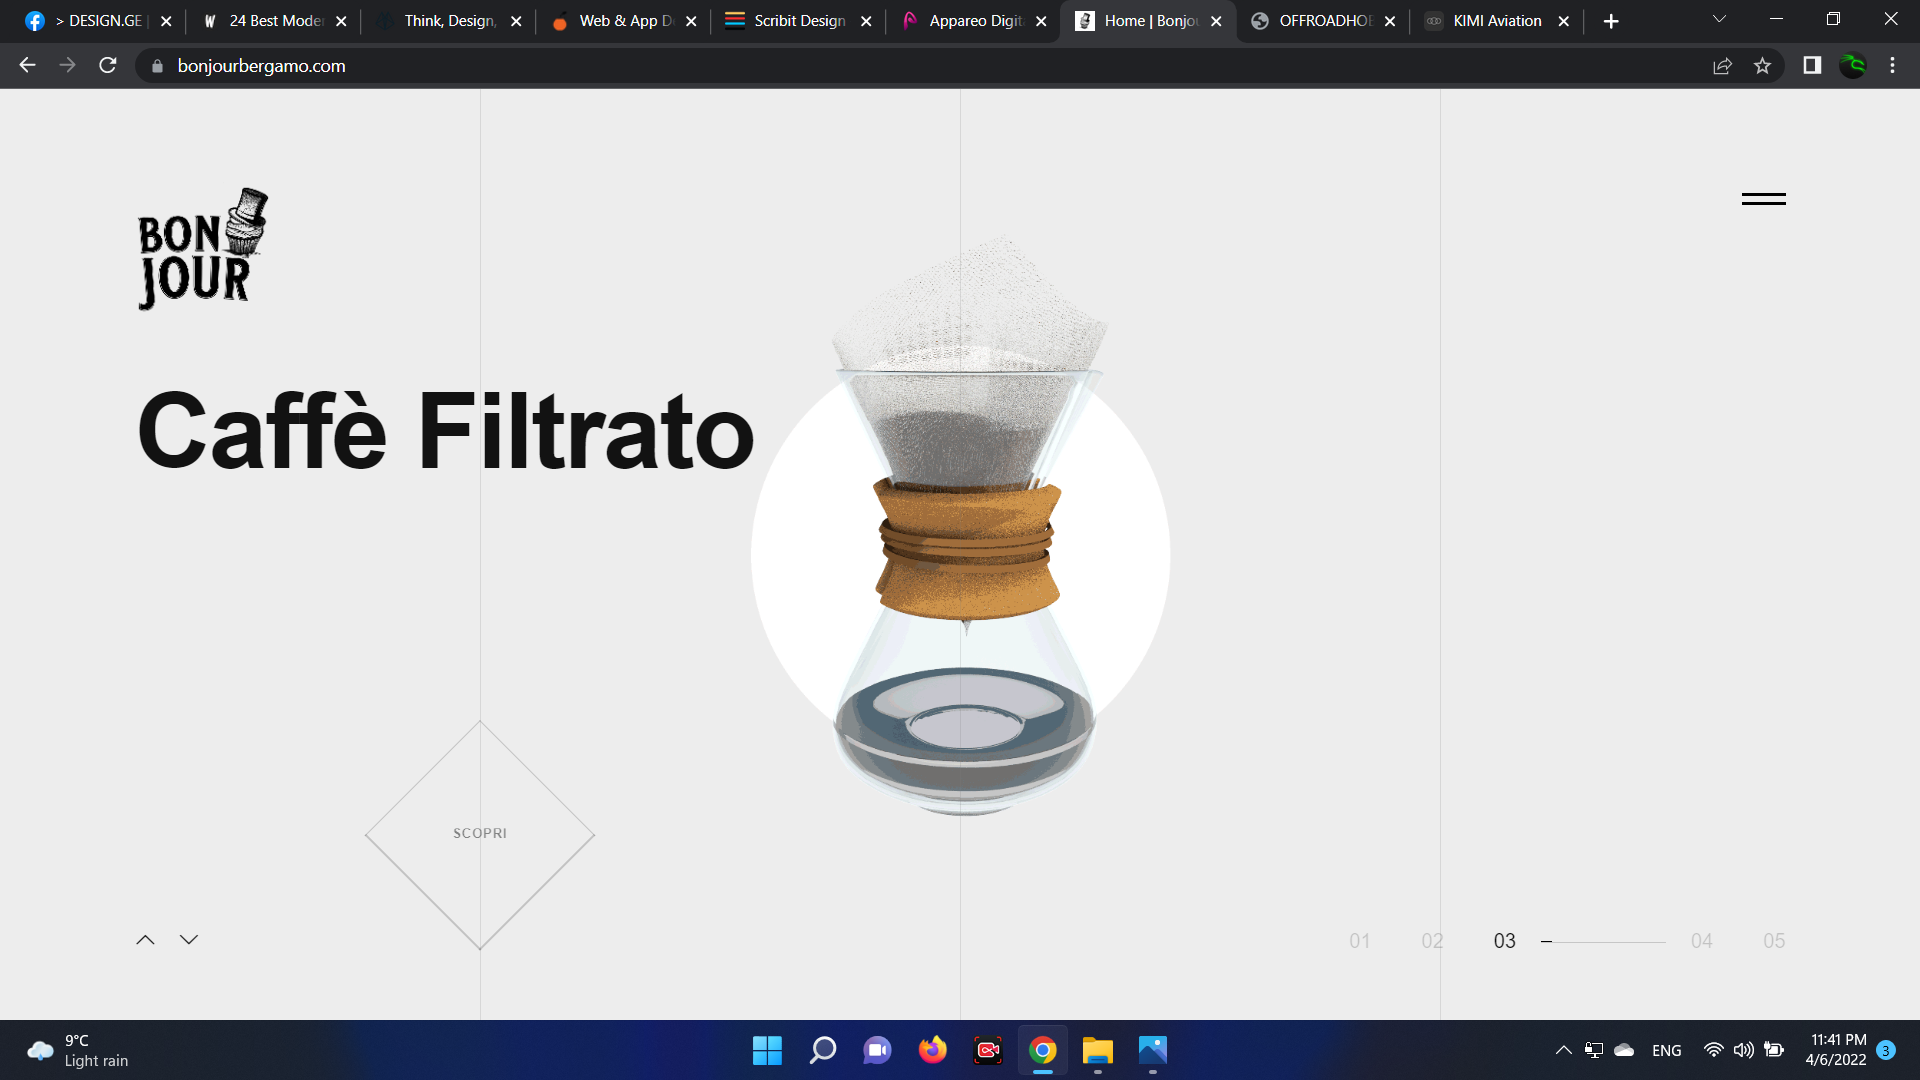 > DESIGN.GE
24 Best Moder
Think, Design,
Web & App D
Scribit Design
Appareo Digit
Home | Bonjou
OFFROADHOB
KIMI Aviation
bonjourbergamo.com
BON
JOUR
Caffè Filtrato
SCOPRI
01 02 03 04 05
9°C
Light rain
ENG
11:41 PM
4/6/2022
3